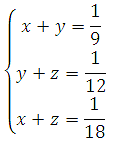 x + y = 1/9
y + z = 1/12
x + z = 1/18